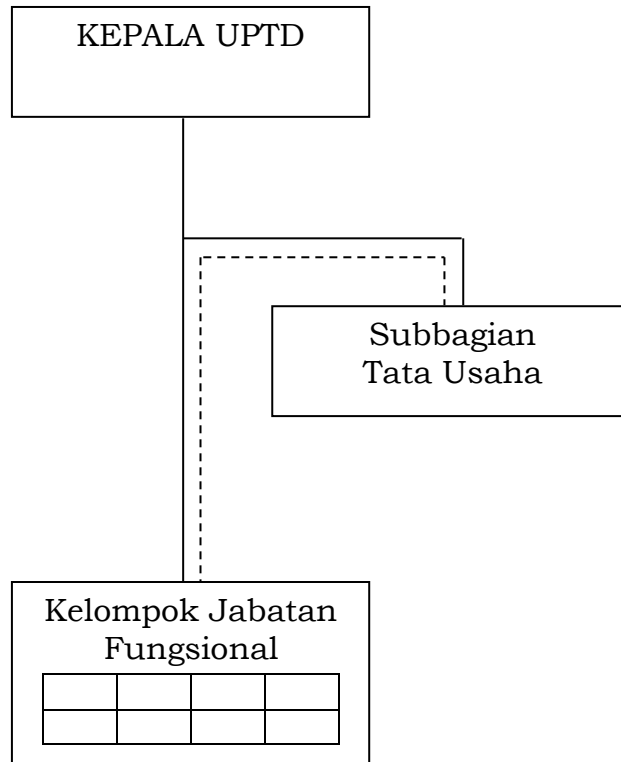 KEPALA UPTD
Subbagian
Tata Usaha
Kelompok Jabatan
Fungsional